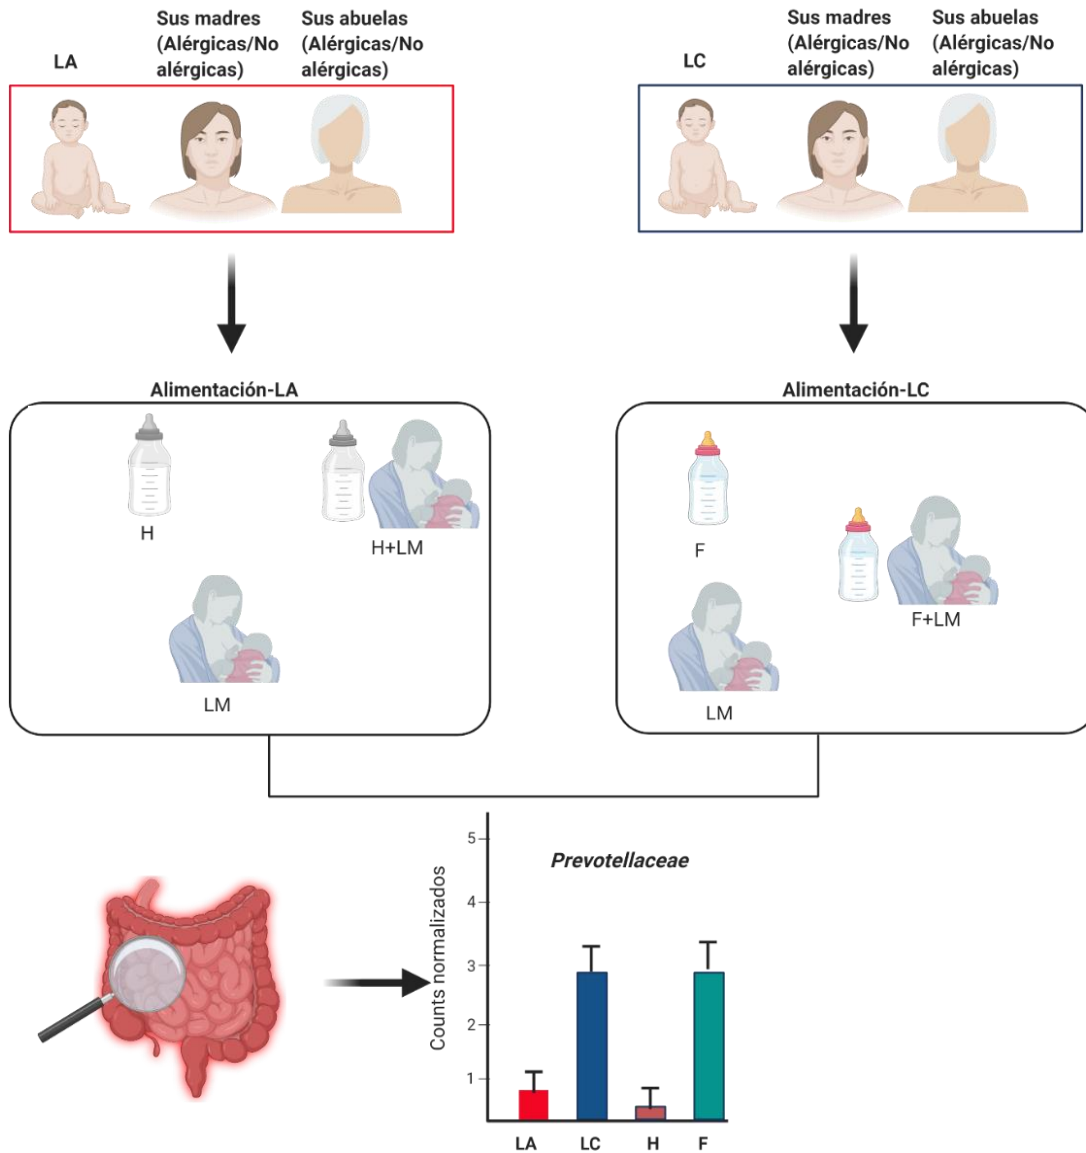 LA
Sus madres
(Alérgicas/No
alérgicas)
Sus abuelas
(Alérgicas/No
alérgicas)
LC
Sus madres
(Alérgicas/No
alérgicas)
Sus abuelas
(Alérgicas/No
alérgicas)
Alimentación-LA
H
H+LM
LM
Alimentación-LC
F
F+LM
LM
Prevotellaceae
Counts normalizados
5
4
3
2
1
LA
LC
H
F